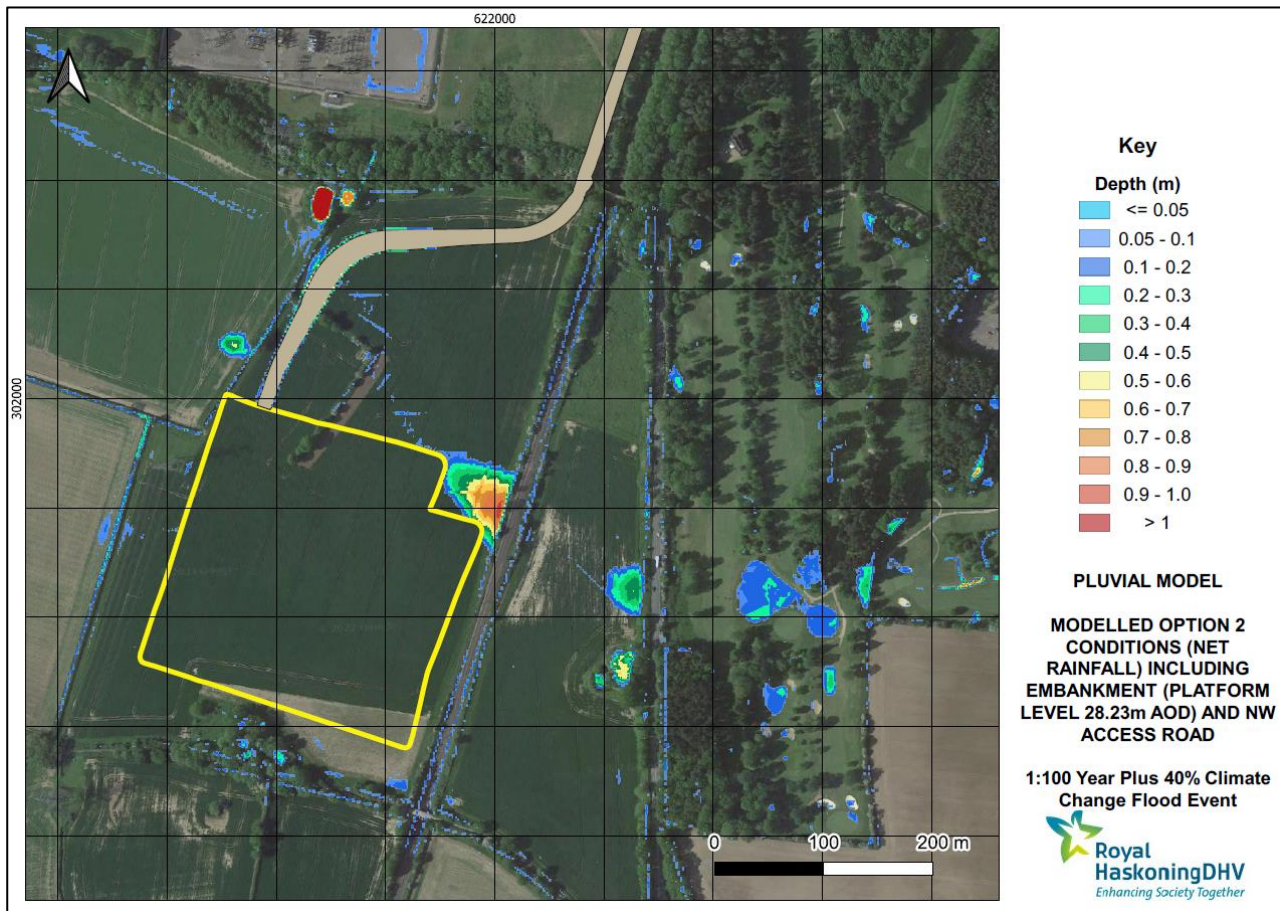 622000
302000
Key
Depth (m)
<= 0.05
0.05 - 0.1
0.1 - 0.2
0.2 - 0.3
0.3 - 0.4
0.4 - 0.5
0.5 - 0.6
0.6 - 0.7
0.7 - 0.8
0.8 - 0.9
0.9 - 1.0
> 1
PLUVIAL MODEL
MODELLED OPTION 2
CONDITIONS (NET
RAINFALL) INCLUDING
EMBANKMENT (PLATFORM
LEVEL 28.23m AOD) AND NW
ACCESS ROAD
1:100 Year Plus 40% Climate
Change Flood Event
0 100 200 m
Royal
HaskoningDHV
Enhancing Society Together